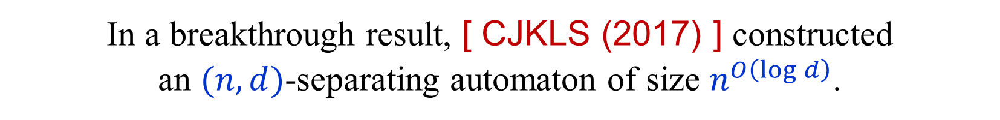 In a breakthrough result, [ CJKLS (2017) ] constructed
an (n, d)-separating automaton of size n^{O(log d)}.